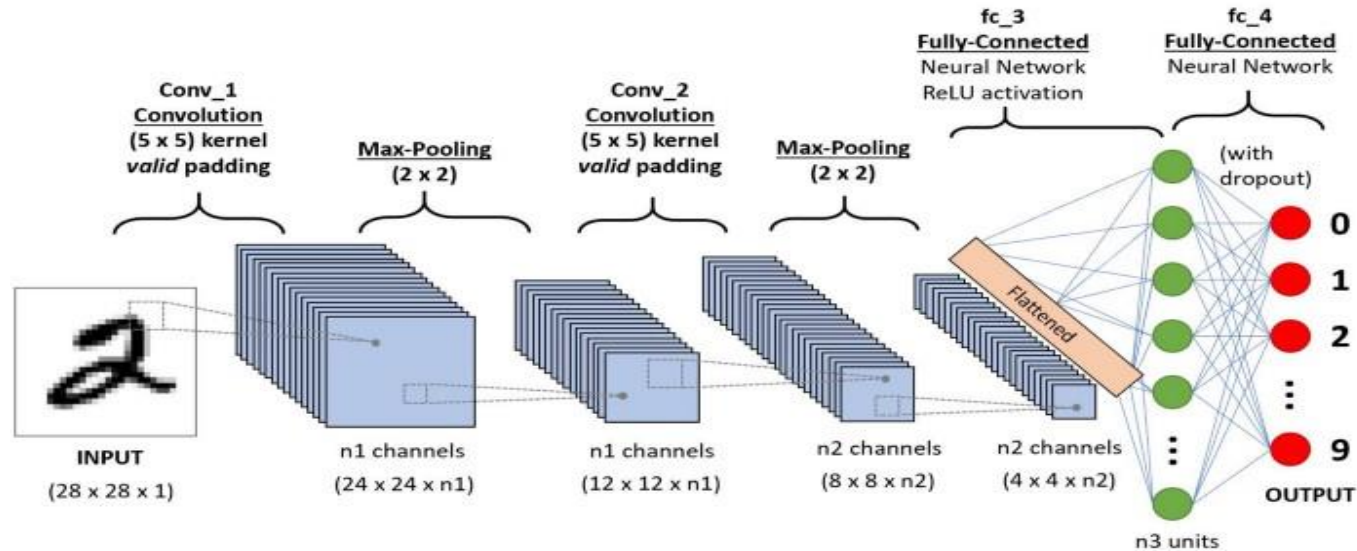 Conv_1
Convolution
(5 x 5) kernel
valid padding
Max-Pooling
(2 x 2)
Conv_2
Convolution
(5 x 5) kernel
valid padding
Max-Pooling
(2 x 2)
fc_3
Fully-Connected
Neural Network
ReLU activation
fc_4
Fully-Connected
Neural Network
(with
dropout)
Flattened
0
1
2
9
OUTPUT
2
INPUT
(28 x 28 x 1)
n1 channels
(24 x 24 x n1)
n1 channels
(12 x 12 x n1)
n2 channels
(8 x 8 x n2)
n2 channels
(4 x 4 x n2)
n3 units